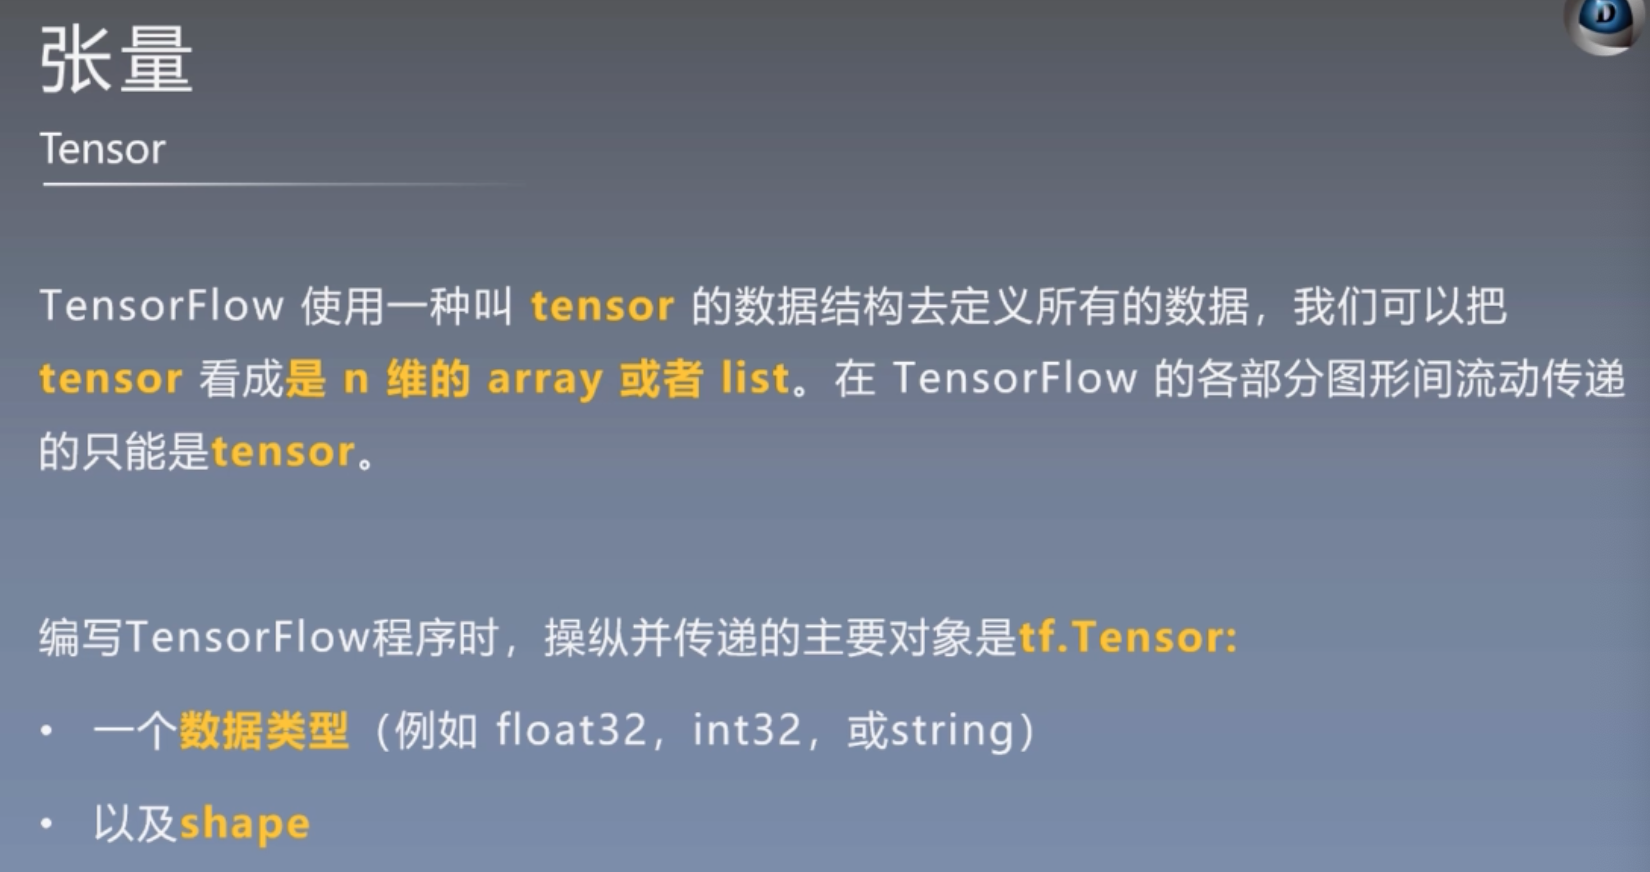 张量
D
Tensor
TensorFlow 使用一种叫 tensor 的数据结构去定义所有的数据，我们可以把
tensor 看成是 n 维的 array 或者 list。在 TensorFlow 的各部分图形间流动传递
的只能是tensor。
编写TensorFlow程序时，操纵并传递的主要对象是tf.Tensor:
• 一个数据类型（例如 float32，int32，或string）
• 以及shape